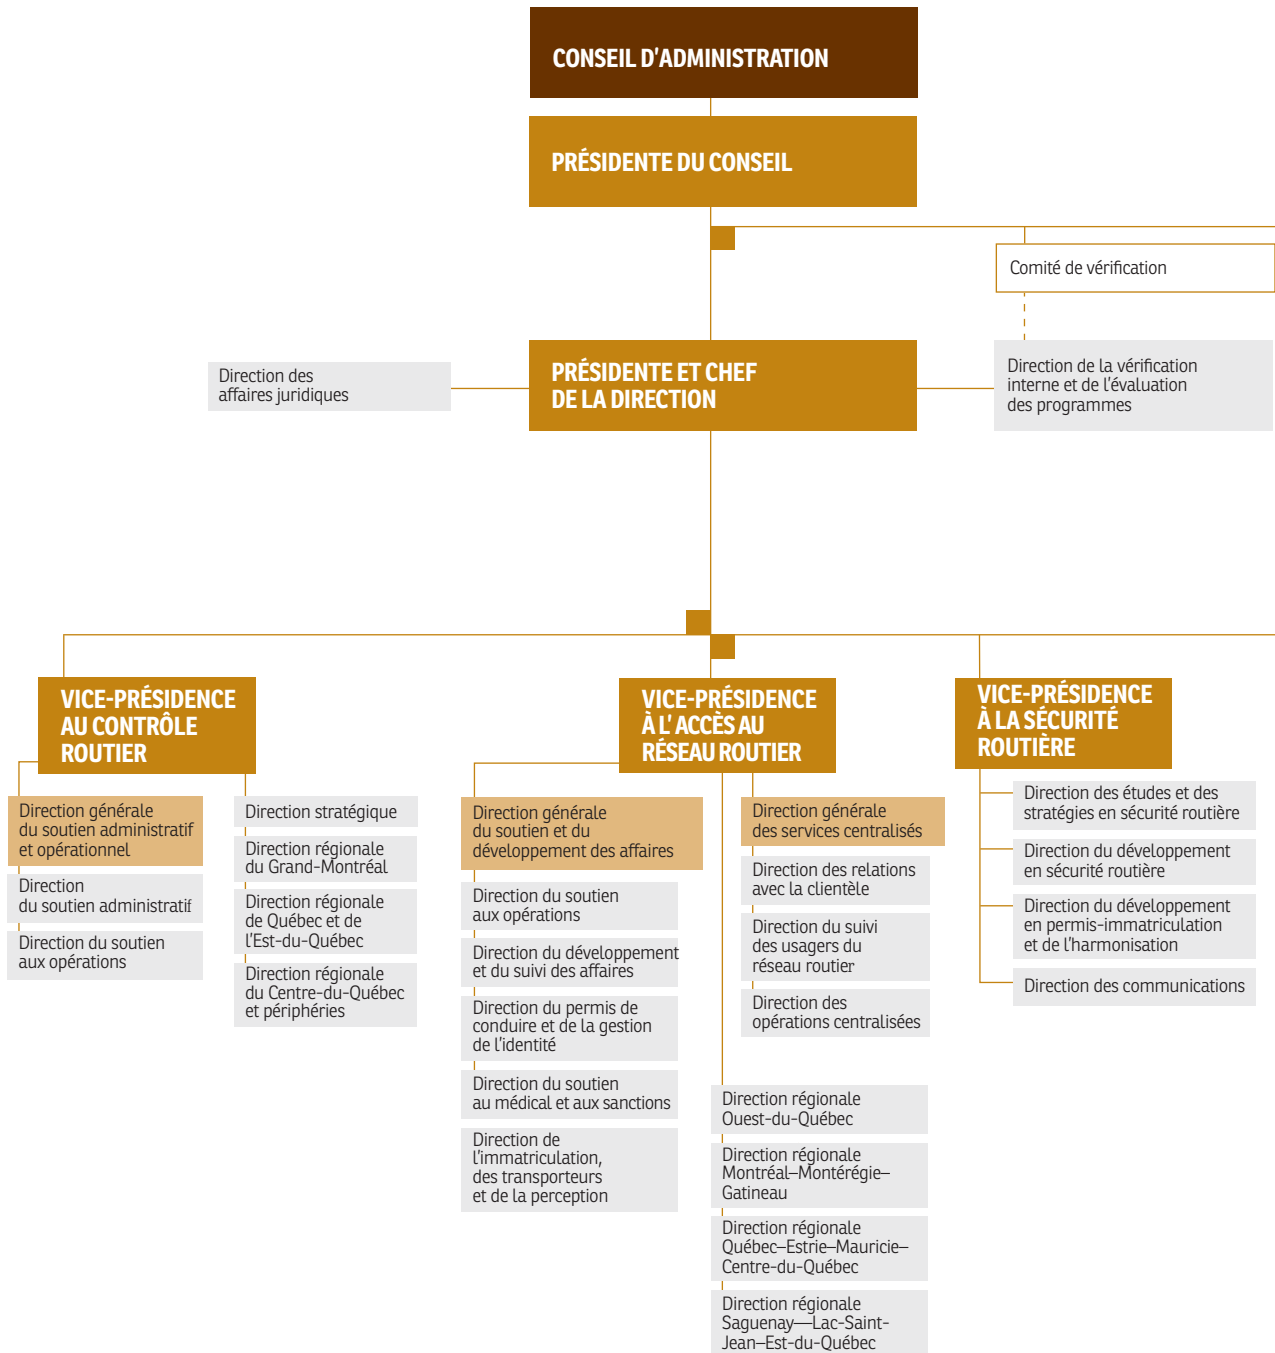 CONSEIL D'ADMINISTRATION
PRÉSIDENTE DU CONSEIL
Comité de vérification
Direction des
affaires juridiques
PRÉSIDENTE ET CHEF
DE LA DIRECTION
Direction de la vérification
interne et de l'évaluation
des programmes
VICE-PRÉSIDENCE
AU CONTRÔLE
ROUTIER
Direction générale
du soutien administratif
et opérationnel
Direction
du soutien administratif
Direction du soutien
aux opérations
Direction stratégique
Direction régionale
du Grand-Montréal
Direction régionale
de Québec et de
l'Est-du-Québec
Direction régionale
du Centre-du-Québec
et périphéries
VICE-PRÉSIDENCE
À L'ACCÈS AU
RÉSEAU ROUTIER
Direction générale
du soutien et du
développement des affaires
Direction du soutien
aux opérations
Direction du développement
et du suivi des affaires
Direction du permis de
conduire et de la gestion
de l'identité
Direction du soutien
au médical et aux sanctions
Direction de
l'immatriculation,
des transporteurs
et de la perception
Direction générale
des services centralisés
Direction des relations
avec la clientèle
Direction du suivi
des usagers du
réseau routier
Direction des
opérations centralisées
Direction régionale
Ouest-du-Québec
Direction régionale
Montréal–Montérégie–
Gatineau
Direction régionale
Québec–Estrie–Mauricie–
Centre-du-Québec
Direction régionale
Saguenay—Lac-Saint-
Jean–Est-du-Québec
VICE-PRÉSIDENCE
À LA SÉCURITÉ
ROUTIÈRE
Direction des études et des
stratégies en sécurité routière
Direction du développement
en sécurité routière
Direction du développement
en permis-immatriculation
et de l'harmonisation
Direction des communications